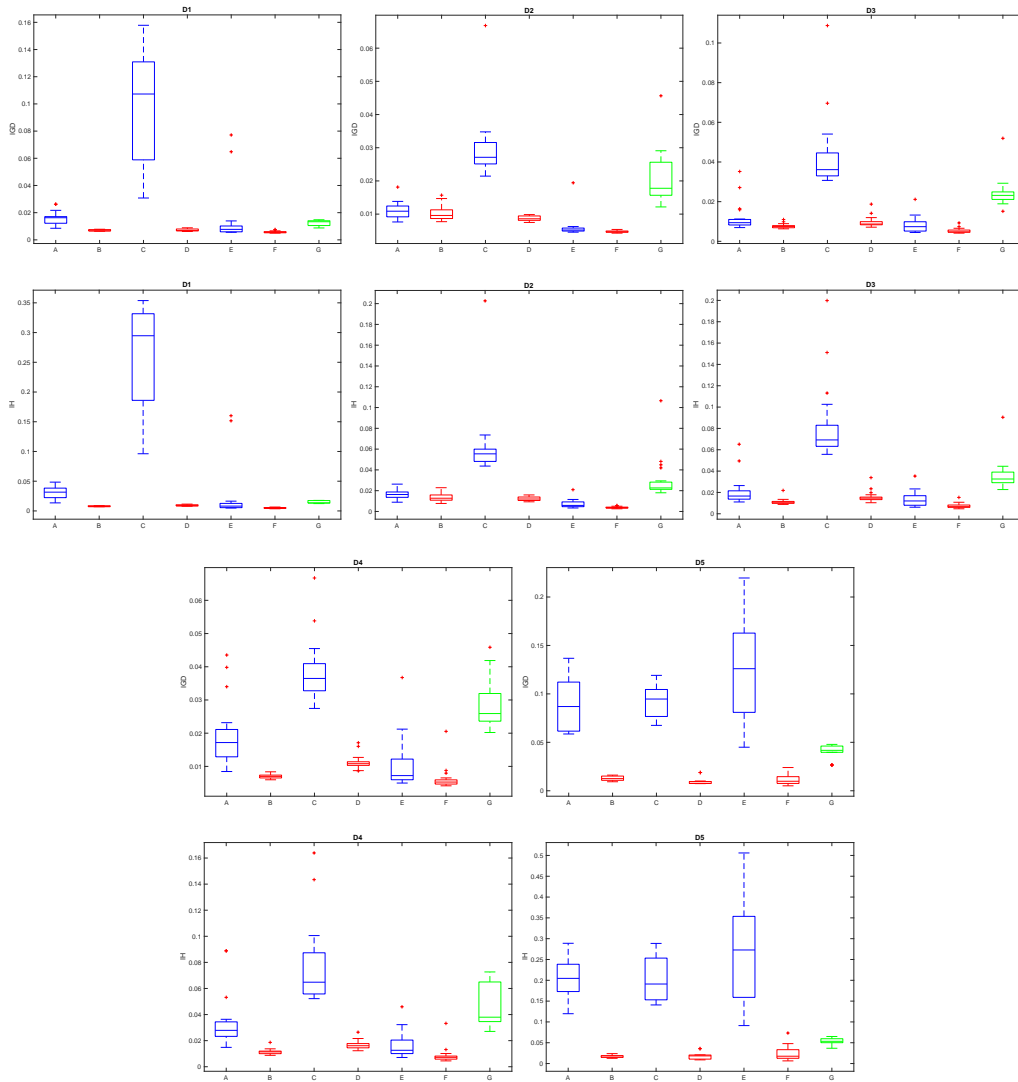 D1
D2
D3
0.16
0.14
0.12
0.1
0.08
0.06
0.04
0.02
0
IGD
A B C D E F G
0.06
0.05
0.04
0.03
0.02
0.01
IGD
A B C D E F G
0.1
0.08
0.06
0.04
0.02
0
IGD
A B C D E F G
D1
D2
D3
0.35
0.3
0.25
0.2
0.15
0.1
0.05
0
IH
A B C D E F G
0.2
0.18
0.16
0.14
0.12
0.1
0.08
0.06
0.04
0.02
0
IH
A B C D E F G
0.2
0.18
0.16
0.14
0.12
0.1
0.08
0.06
0.04
0.02
0
IH
A B C D E F G
D4
D5
0.06
0.05
0.04
0.03
0.02
0.01
IGD
A B C D E F G
0.2
0.15
0.1
0.05
0
IGD
A B C D E F G
D4
D5
0.16
0.14
0.12
0.1
0.08
0.06
0.04
0.02
0
IH
A B C D E F G
0.5
0.45
0.4
0.35
0.3
0.25
0.2
0.15
0.1
0.05
0
IH
A B C D E F G